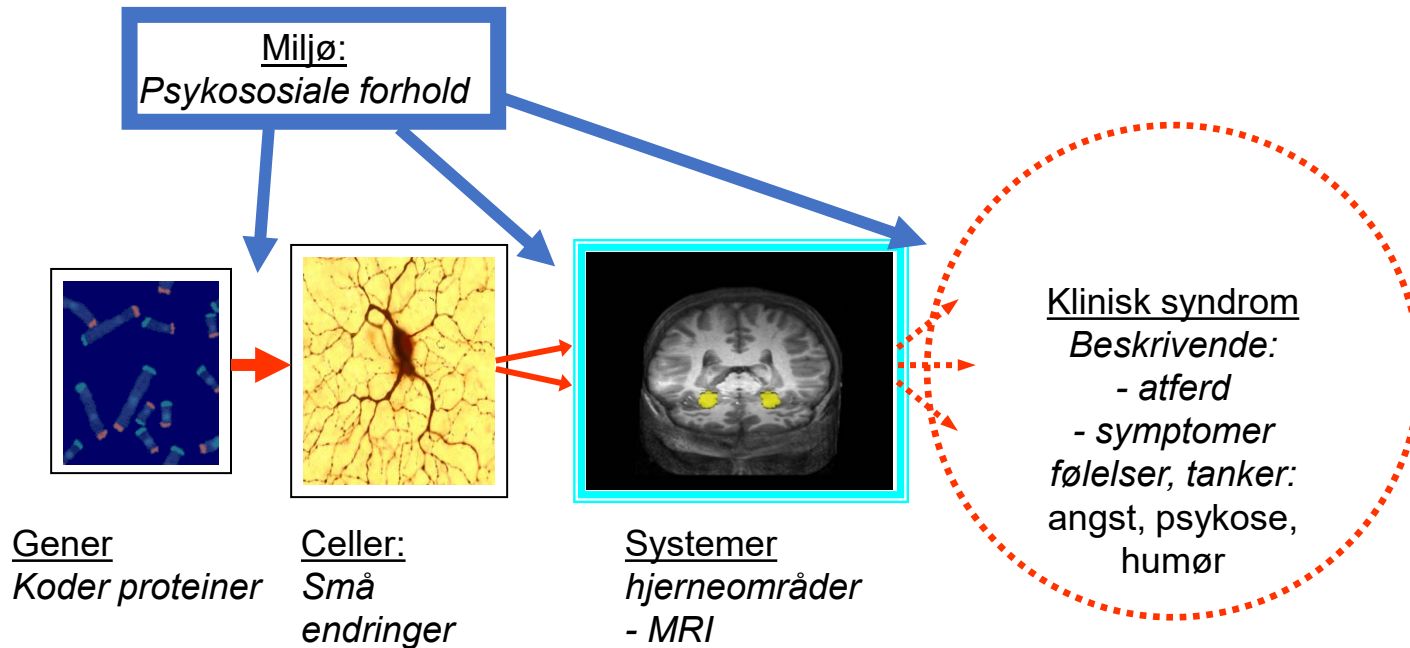 Miljø:
Psykososiale forhold
Gener
Koder proteiner
Celler:
Små
endringer
Systemer
hjerneområder
- MRI
Klinisk syndrom
Beskrivende:
- atferd
- symptomer
følelser, tanker:
angst, psykose,
humør